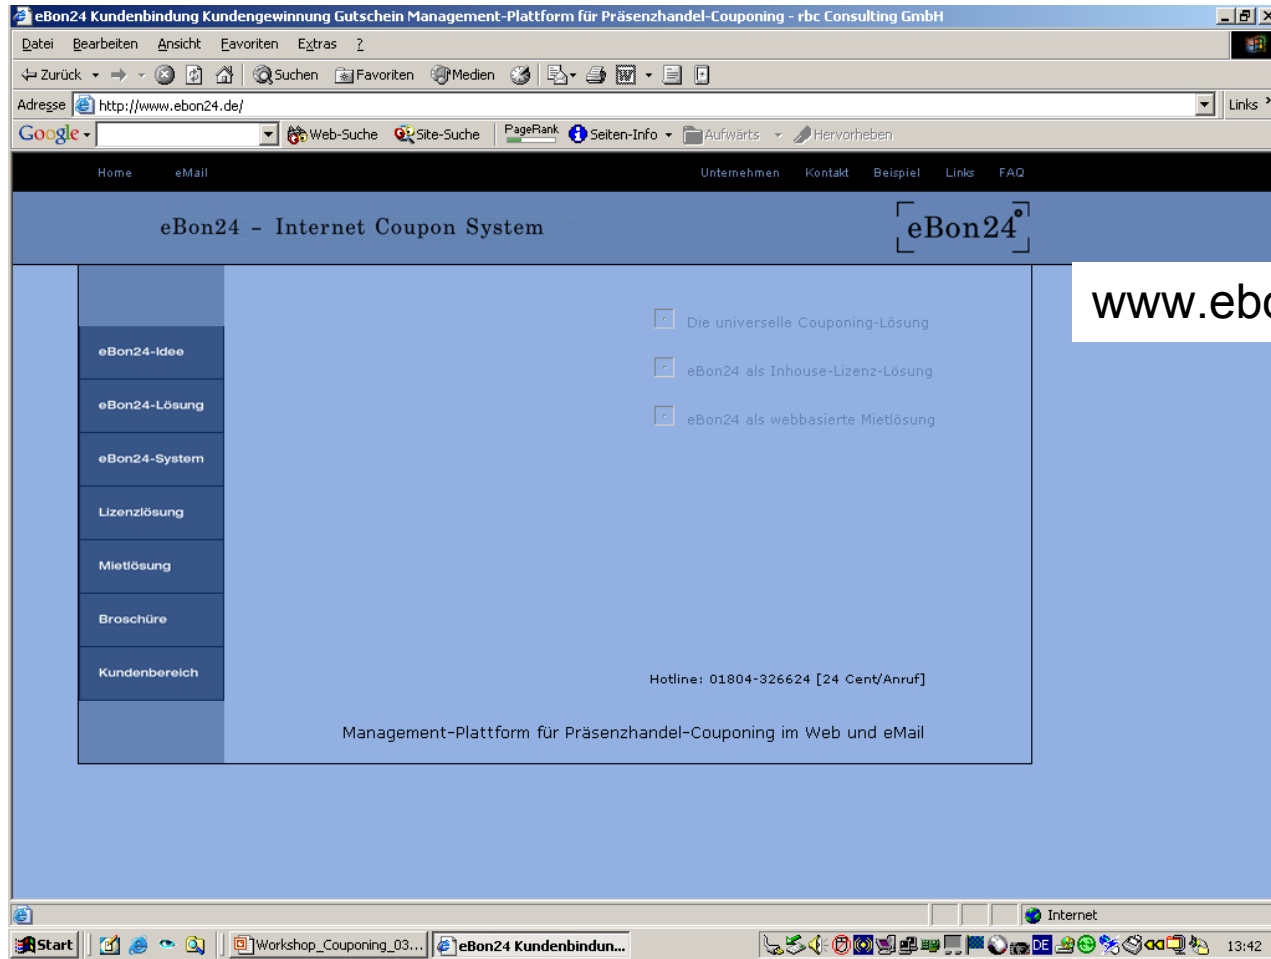 eBon24 Kundenbindung Kundengewinnung Gutschein Management-Plattform für Präsenzhandel-Couponing - rbc Consulting GmbH
Datei Bearbeiten Ansicht Favoriten Extras ?
Zurück Suchen Favoriten Medien
Adresse http://www.ebon24.de/ Links
Google Web-Suche Site-Suche PageRank Seiten-Info Aufwärts Hervorheben
Home eMail Unternehmen Kontakt Beispiel Links FAQ
eBon24 - Internet Coupon System
eBon24
www.ebo
Die universelle Couponing-Lösung
eBon24 als Inhouse-Lizenz-Lösung
eBon24 als webbasierte Mietlösung
eBon24-Idee
eBon24-Lösung
eBon24-System
Lizenzlösung
Mietlösung
Broschüre
Kundenbereich
Hotline: 01804-326624 [24 Cent/Anruf]
Management-Plattform für Präsenzhandel-Couponing im Web und eMail
Internet
Start Workshop_Couponing_03... eBon24 Kundenbindun... DE 13:42